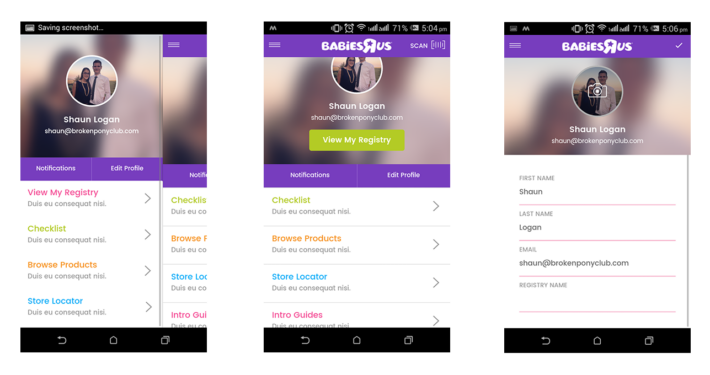 Saving screenshot...
Shaun Logan
shaun@brokenponyclub.com
Notifications
Edit Profile
View My Registry
Duis eu consequat nisi.
Checklist
Duis eu consequat nisi.
Browse Products
Duis eu consequat nisi.
Store Locator
Duis eu consequat nisi.
Notifi
Checklis
Duis eu co
Browse P
Duis eu co
Store Loc
Duis eu co
Intro Gui
Duis eu co
71% 5:04 pm
BABIESRUS
SCAN
Shaun Logan
shaun@brokenponyclub.com
View My Registry
Notifications
Edit Profile
Checklist
Duis eu consequat nisi.
Browse Products
Duis eu consequat nisi.
Store Locator
Duis eu consequat nisi.
Intro Guides
Duis eu consequat nisi.
71% 5:06 pm
BABIESRUS
Shaun Logan
shaun@brokenponyclub.com
FIRST NAME
Shaun
LAST NAME
Logan
EMAIL
shaun@brokenponyclub.com
REGISTRY NAME